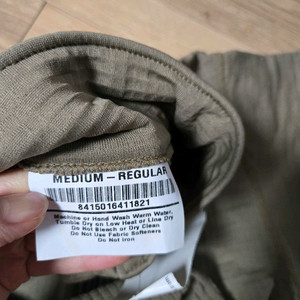 MEDIUM – REGULAR
8415016411821
Machine or Hand Wash Warm Water,
Tumble Dry on Low Heat or Line Dry
Do Not Bleach or Dry Clean
Do Not Use Fabric Softeners
Do Not Iron